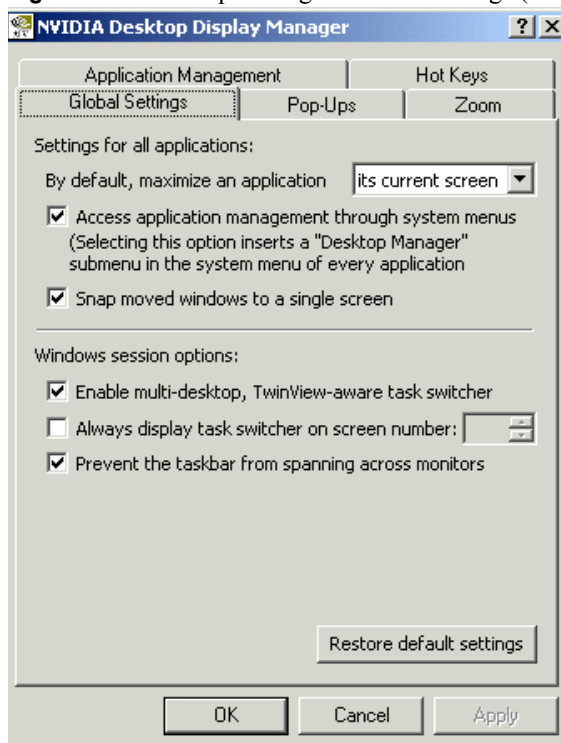 NVIDIA Desktop Display Manager
Application Management Hot Keys
Global Settings Pop-Ups Zoom
Settings for all applications:
By default, maximize an application its current screen
Access application management through system menus
(Selecting this option inserts a "Desktop Manager"
submenu in the system menu of every application
Snap moved windows to a single screen
Windows session options:
Enable multi-desktop, TwinView-aware task switcher
Always display task switcher on screen number:
Prevent the taskbar from spanning across monitors
Restore default settings
OK Cancel Apply